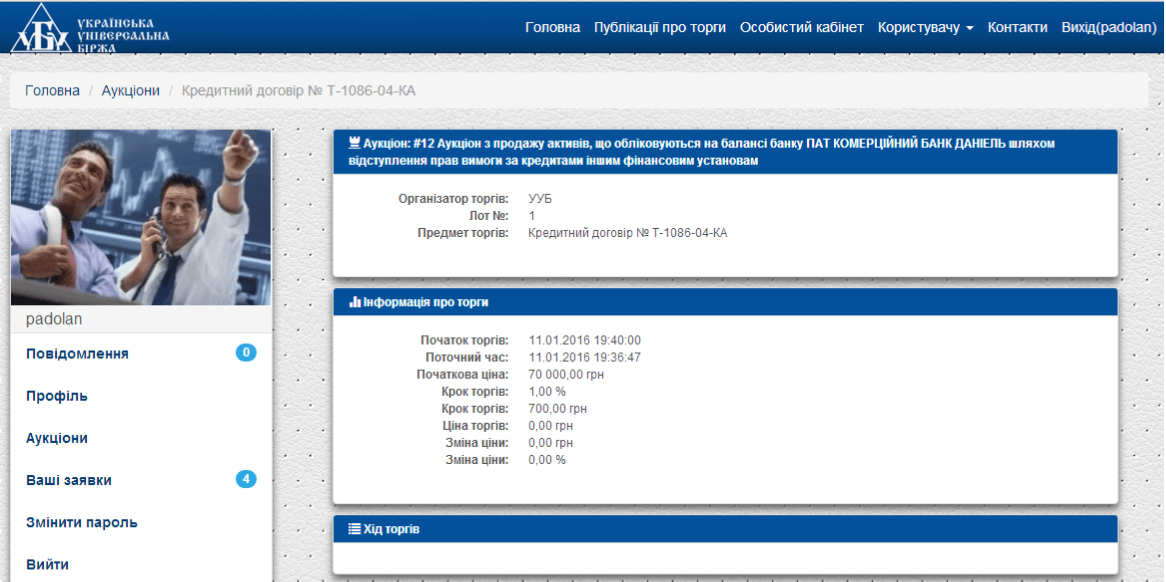 УБУ
УКРАЇНСЬКА
УНІВЕРСАЛЬНА
БІРЖА
Головна Публікації про торги Особистий кабінет Користувачу Контакти Вихід(padolan)
Головна / Аукціони / Кредитний договір № Т-1086-04-КА
padolan
Повідомлення 0
Профіль
Аукціони
Ваші заявки 4
Змінити пароль
Вийти
Аукціон: #12 Аукціон з продажу активів, що обліковуються на балансі банку ПАТ КОМЕРЦІЙНИЙ БАНК ДАНІЕЛЬ шляхом
відступлення прав вимоги за кредитами іншим фінансовим установам
Організатор торгів: УУБ
Лот №: 1
Предмет торгів: Кредитний договір № Т-1086-04-КА
Інформація про торги
Початок торгів: 11.01.2016 19:40:00
Поточний час: 11.01.2016 19:36:47
Початкова ціна: 70 000,00 грн
Крок торгів: 1,00 %
Крок торгів: 700,00 грн
Ціна торгів: 0,00 грн
Зміна ціни: 0,00 грн
Зміна ціни: 0,00 %
Хід торгів